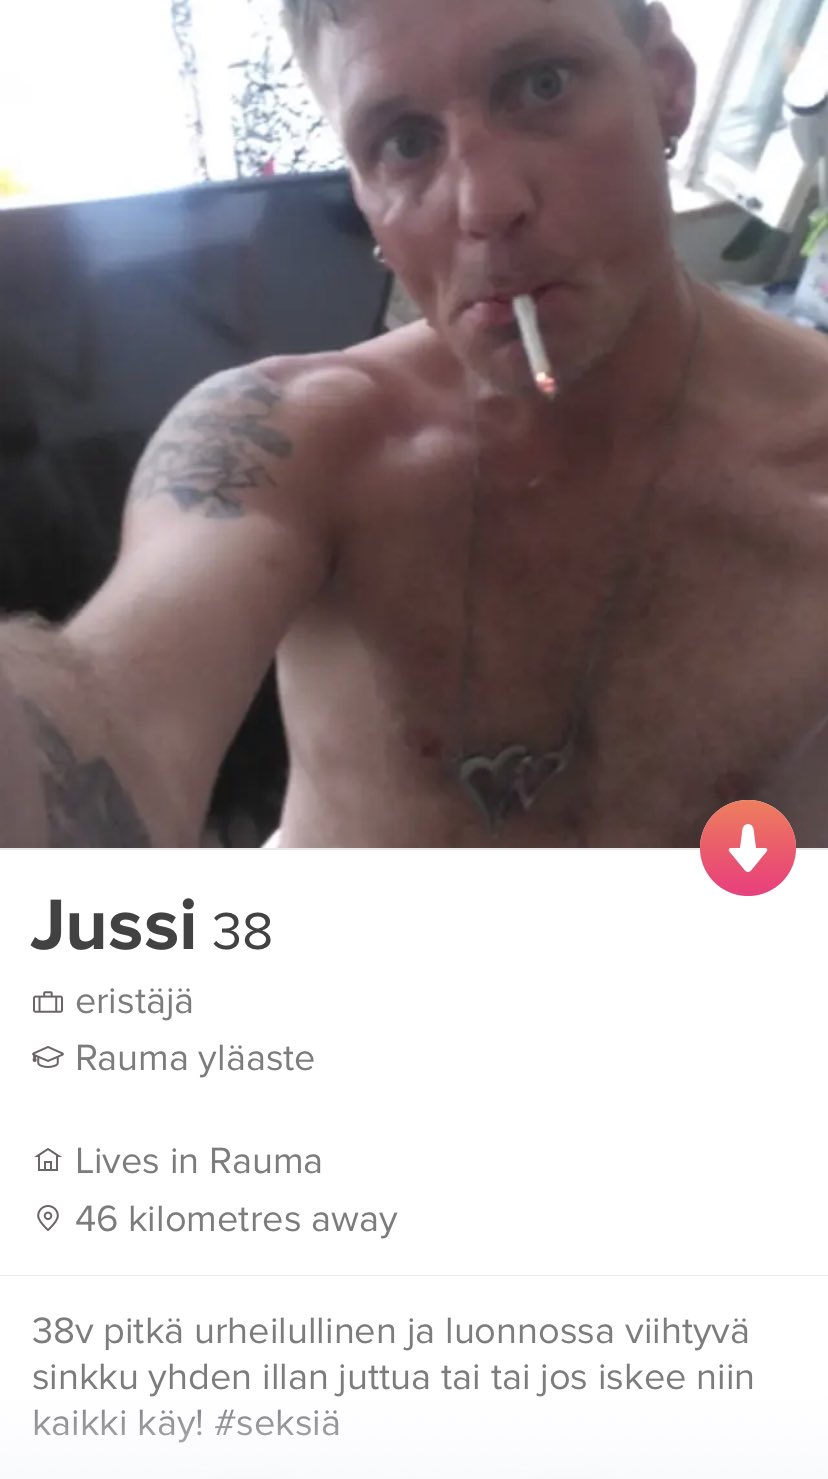 Jussi 38
eristäjä
Rauma yläaste
Lives in Rauma
46 kilometres away
38v pitkä urheilullinen ja luonnossa viihtyvä
sinkku yhden illan juttua tai tai jos iskee niin
kaikki käy! #seksiä